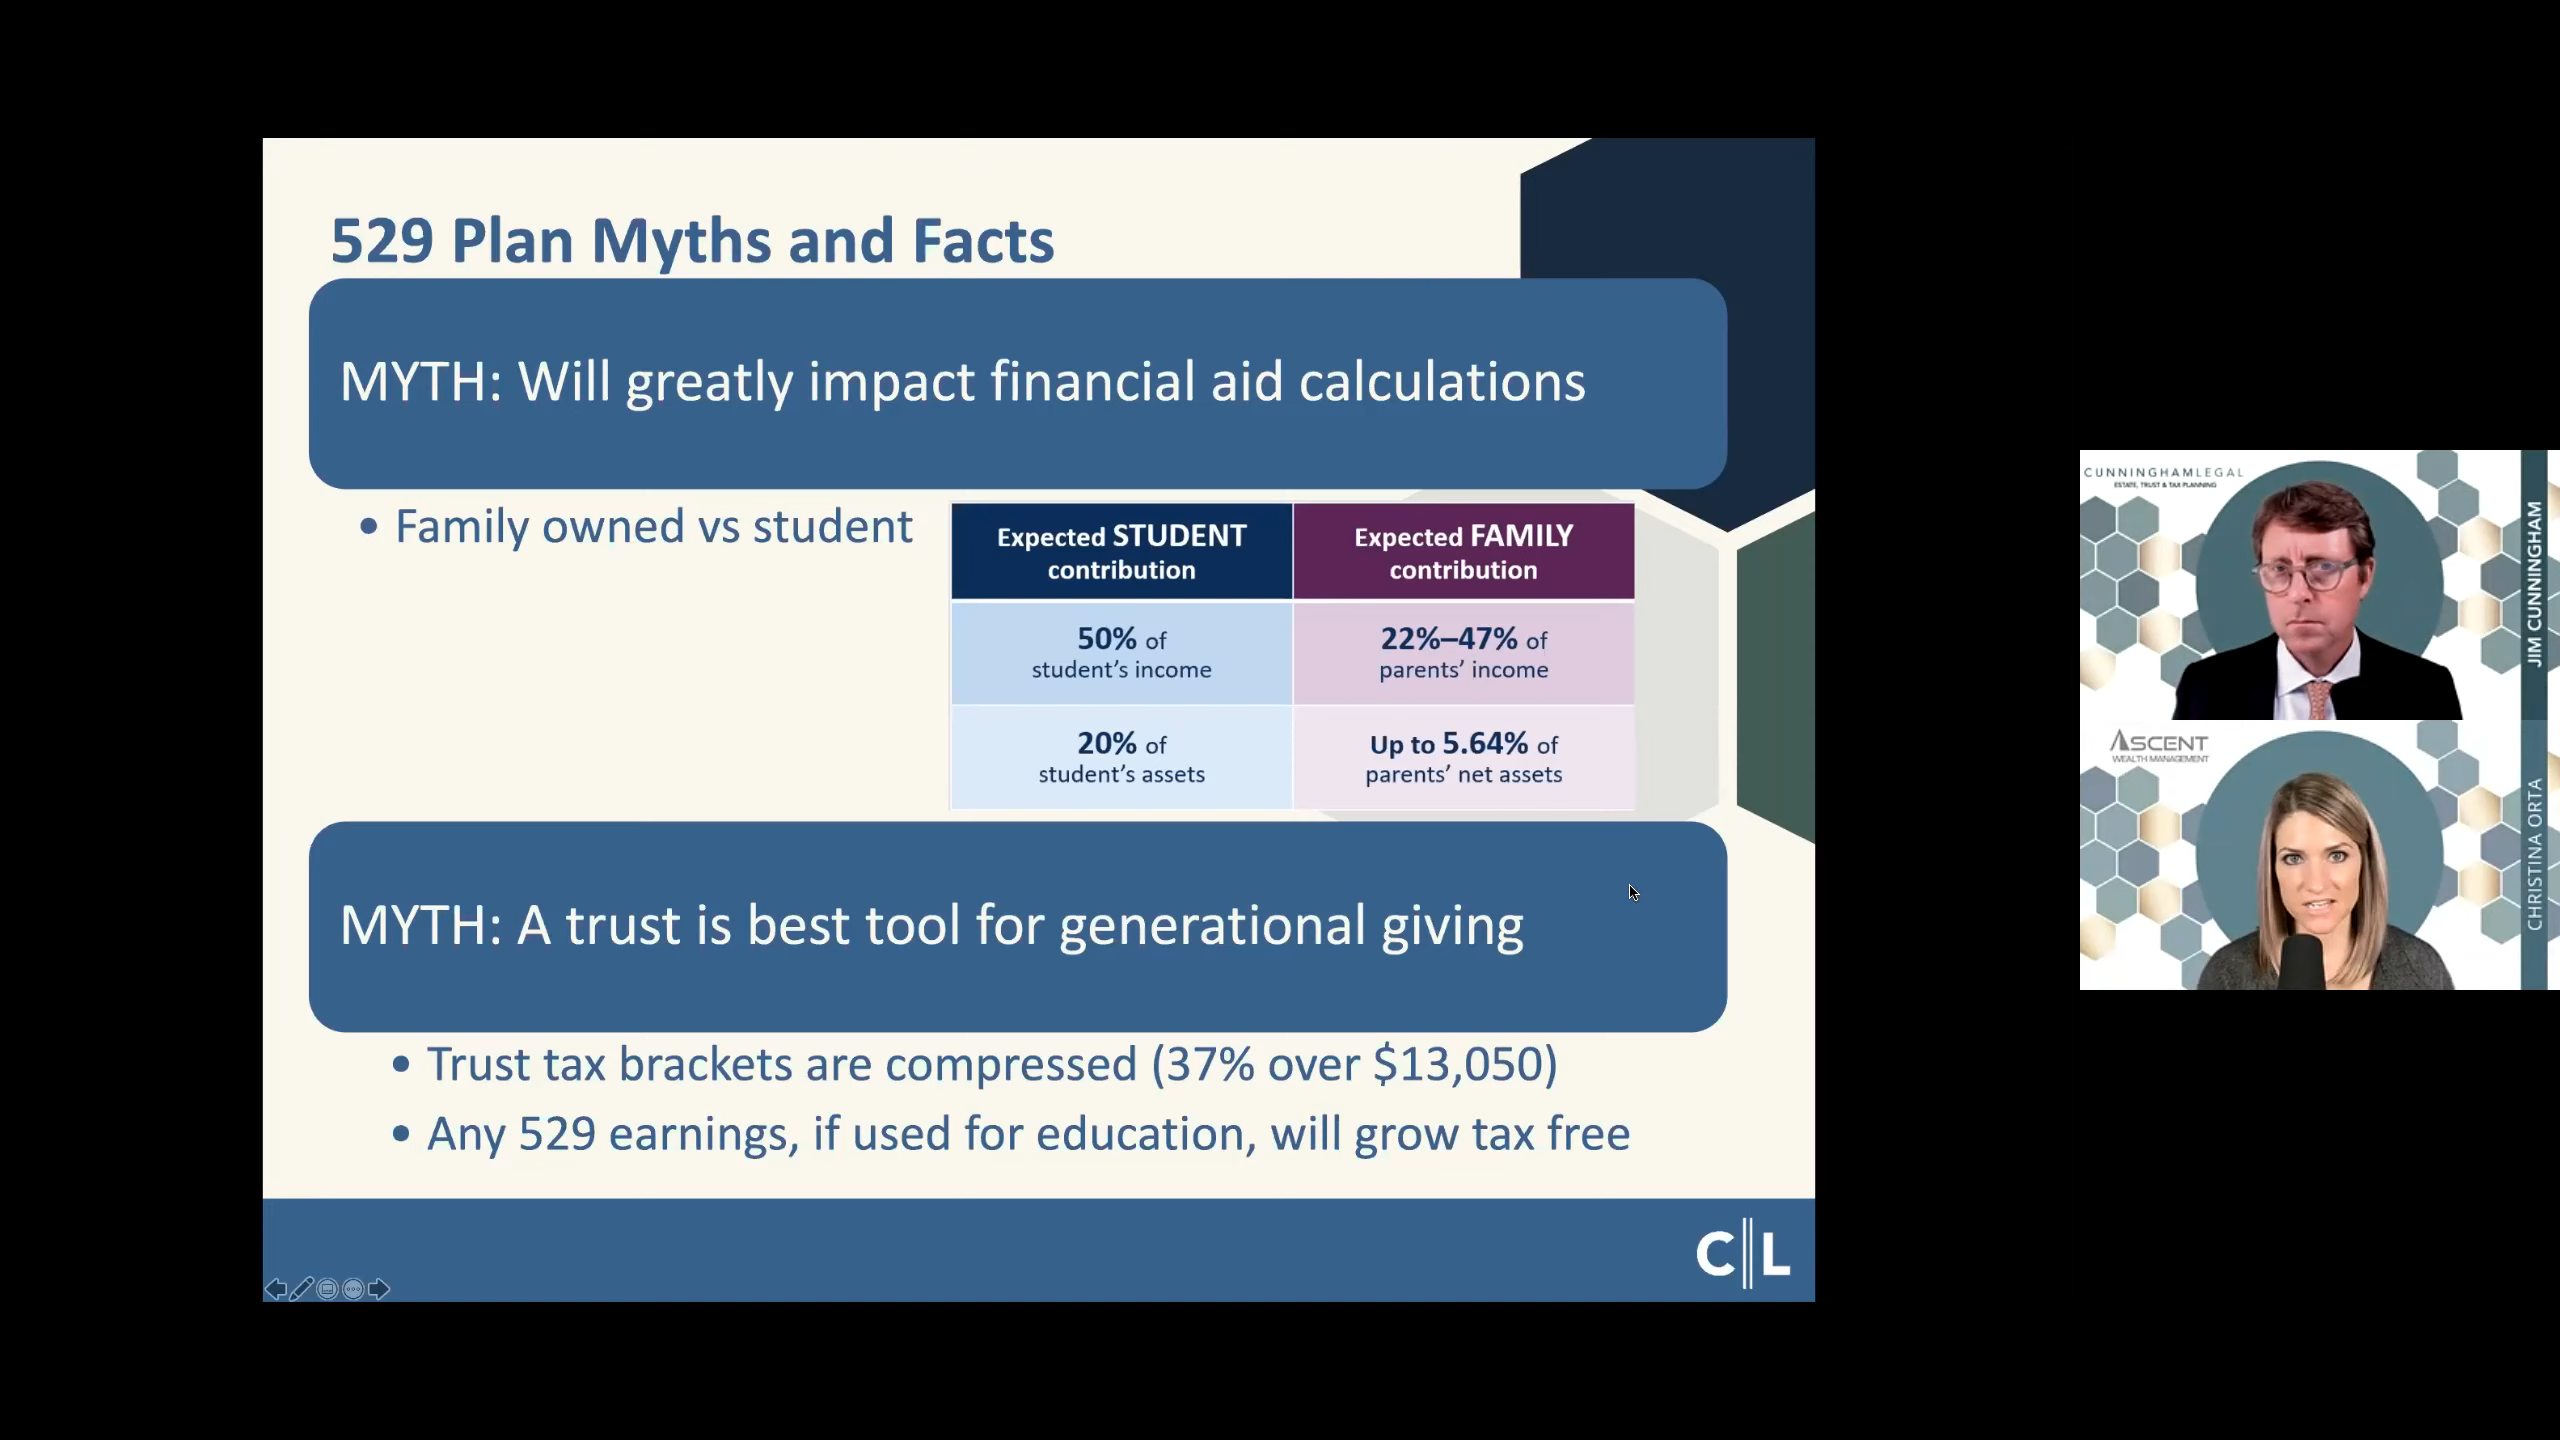 529 Plan Myths and Facts
MYTH: Will greatly impact financial aid calculations
• Family owned vs student
Expected STUDENT
contribution
Expected FAMILY
contribution
50% of
student's income
22%–47% of
parents' income
20% of
student's assets
Up to 5.64% of
parents' net assets
MYTH: A trust is best tool for generational giving
• Trust tax brackets are compressed (37% over $13,050)
• Any 529 earnings, if used for education, will grow tax free
C L
CUNNINGHAMLEGAL
ESTATE, TRUST & TAX PLANNING
JIM CUNNINGHAM
ASCENT
WEALTH MANAGEMENT
CHRISTINA ORTA